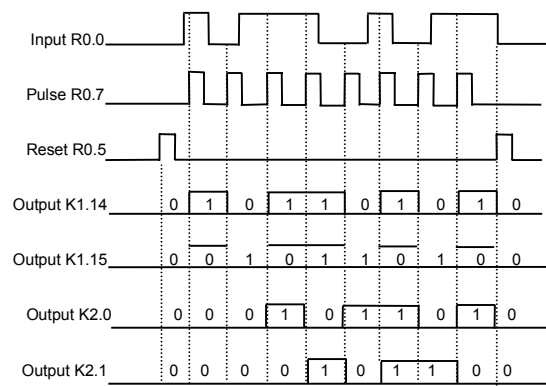 Input R0.0
Pulse R0.7
Reset R0.5
Output K1.14 0 1 0 1 1 0 1 0 1 0
Output K1.15 0 0 1 0 1 1 0 1 0 0
Output K2.0 0 0 0 1 0 1 1 0 1 0
Output K2.1 0 0 0 0 1 0 1 1 0 0